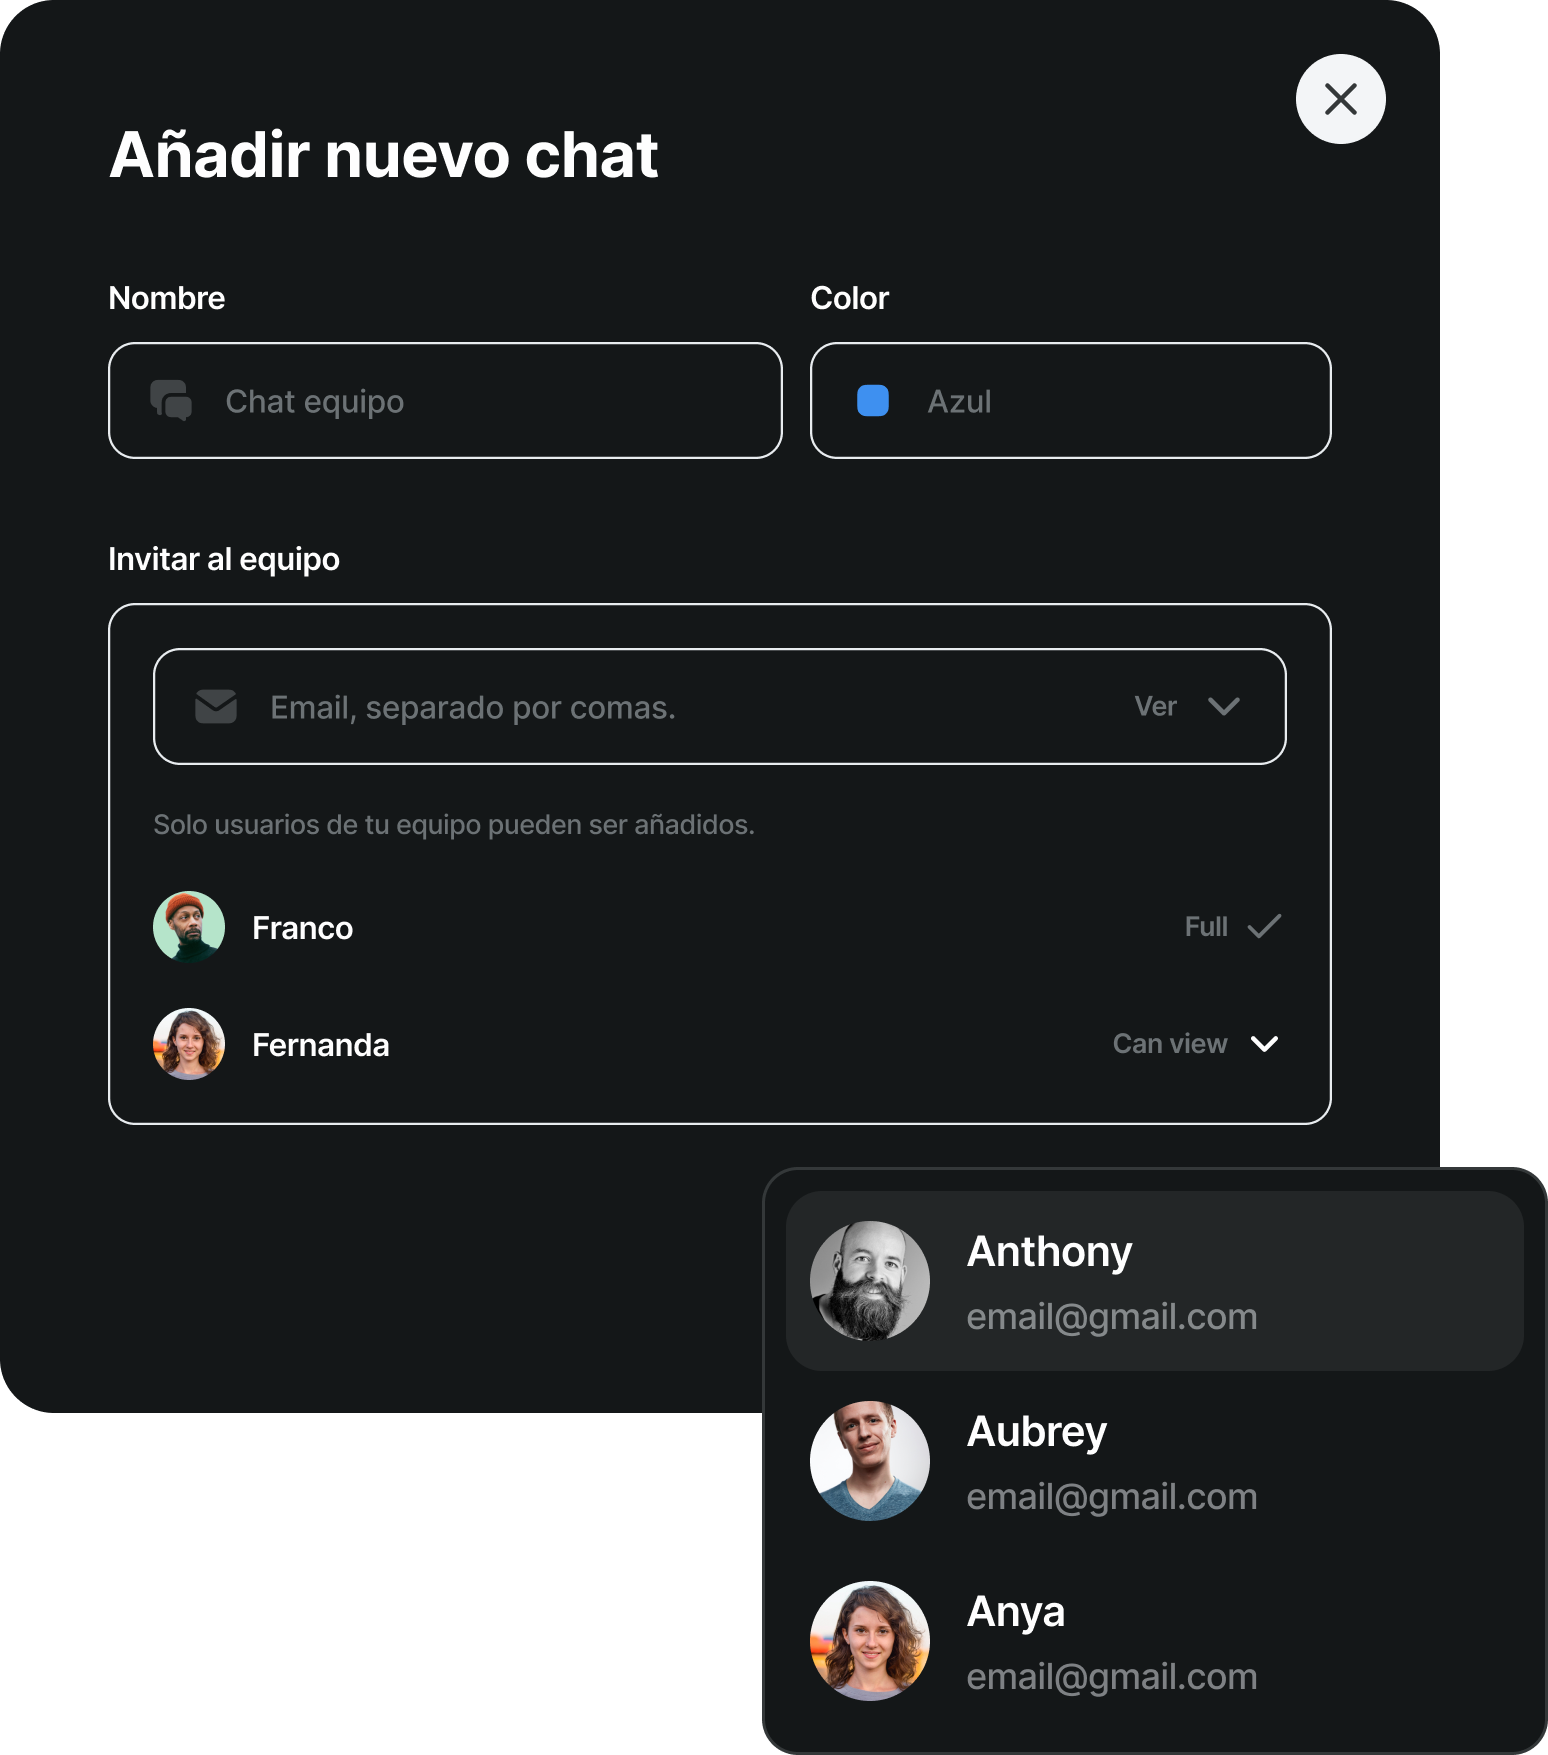 Añadir nuevo chat
Nombre
Color
Chat equipo
Azul
Invitar al equipo
Email, separado por comas.
Ver
Solo usuarios de tu equipo pueden ser añadidos.
Franco
Full
Fernanda
Can view
Anthony
email@gmail.com
Aubrey
email@gmail.com
Anya
email@gmail.com